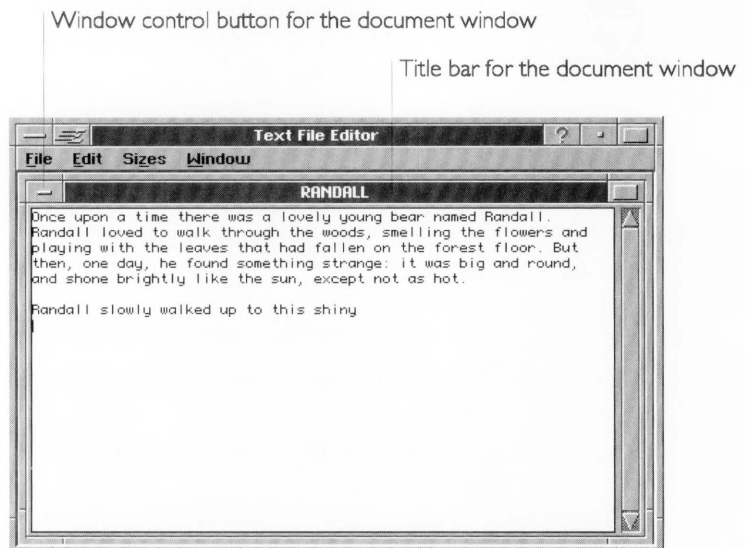 Window control button for the document window
Title bar for the document window
Text File Editor ?
File Edit Sizes Window
RANDALL
Once upon a time there was a lovely young bear named Randall.
Randall loved to walk through the woods, smelling the flowers and
playing with the leaves that had fallen on the forest floor. But
then, one day, he found something strange: it was big and round,
and shone brightly like the sun, except not as hot.
Randall slowly walked up to this shiny